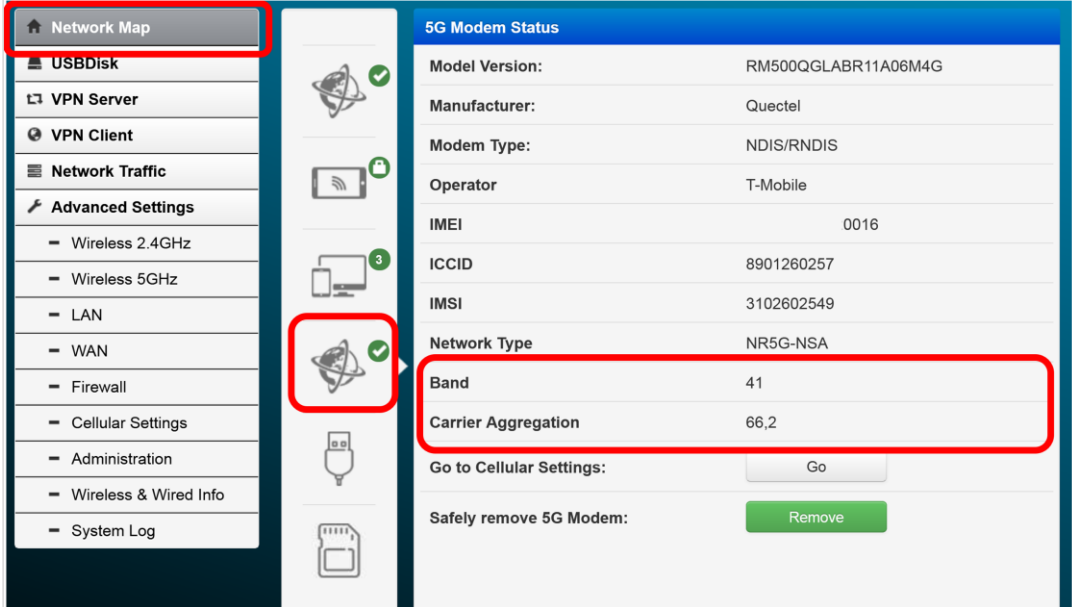 Network Map
USBDisk
VPN Server
VPN Client
Network Traffic
Advanced Settings
Wireless 2.4GHz
Wireless 5GHz
LAN
WAN
Firewall
Cellular Settings
Administration
Wireless & Wired Info
System Log
3
5G Modem Status
Model Version: RM500QGLABR11A06M4G
Manufacturer: Quectel
Modem Type: NDIS/RNDIS
Operator T-Mobile
IMEI 0016
ICCID 8901260257
IMSI 3102602549
Network Type NR5G-NSA
Band 41
Carrier Aggregation 66,2
Go to Cellular Settings: Go
Safely remove 5G Modem: Remove